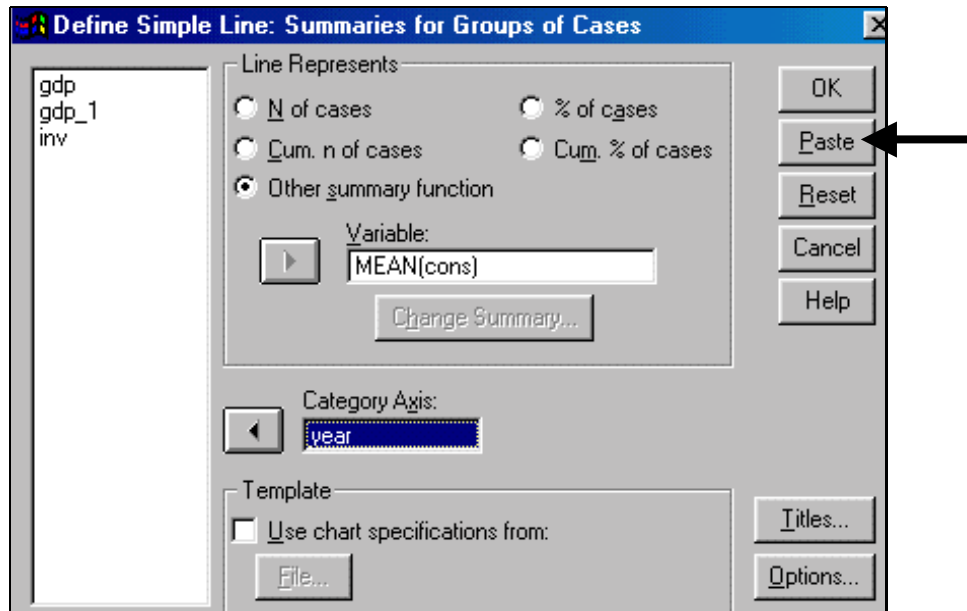 Define Simple Line: Summaries for Groups of Cases
gdp
gdp_1
inv
Line Represents
N of cases
% of cases
Cum. n of cases
Cum. % of cases
Other summary function
Variable:
MEAN(cons)
Change Summary...
Category Axis:
year
Template
Use chart specifications from:
File...
OK
Paste
Reset
Cancel
Help
Titles...
Options...